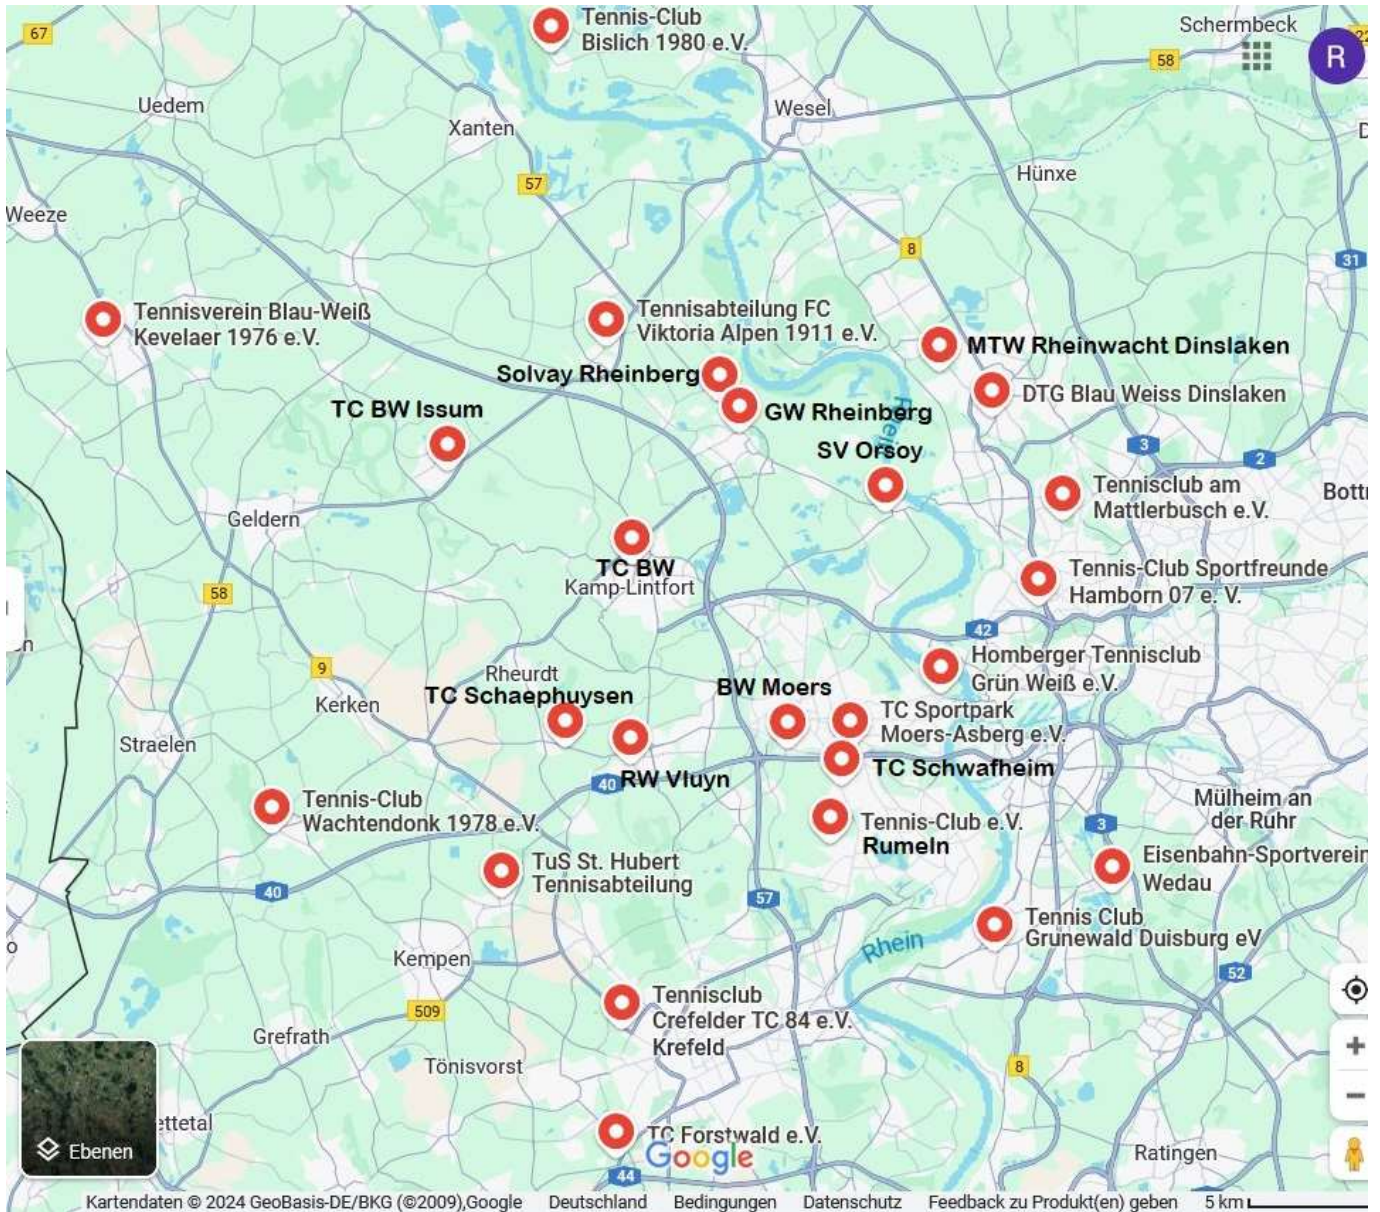 67
Tennis-Club
Bislich 1980 e.V.
Schermbeck
58
R
Uedem
Wesel
Xanten
57
Hünxe
Weeze
8
31
Tennisverein Blau-Weiß
Kevelaer 1976 e.V.
Tennisabteilung FC
Viktoria Alpen 1911 e.V.
MTW Rheinwacht Dinslaken
Solvay Rheinberg
DTG Blau Weiss Dinslaken
TC BW Issum
GW Rheinberg
Rhein
SV Orsoy
3
2
Tennisclub am
Mattlerbusch e.V.
Bottr
Geldern
TC BW
Kamp-Lintfort
Tennis-Club Sportfreunde
Hamborn 07 e. V.
58
42
9
Homberger Tennisclub
Grün Weiß e.V.
Rheurdt
TC Schaephuysen
BW Moers
Kerken
TC Sportpark
Moers-Asberg e.V.
Straelen
TC Schwafheim
40
RW Vluyn
Tennis-Club
Wachtendonk 1978 e.V.
Mülheim an
der Ruhr
Tennis-Club e.V.
Rumeln
3
TuS St. Hubert
Tennisabteilung
Eisenbahn-Sportverein
Wedau
40
57
Tennis Club
Grunewald Duisburg eV
Rhein
Kempen
52
Tennisclub
Crefelder TC 84 e.V.
Krefeld
509
Grefrath
Tönisvorst
8
ettetal
TC Forstwald e.V.
Google
Ebenen
44
Ratingen
Kartendaten © 2024 GeoBasis-DE/BKG (©2009),Google Deutschland Bedingungen Datenschutz Feedback zu Produkt(en) geben 5 km